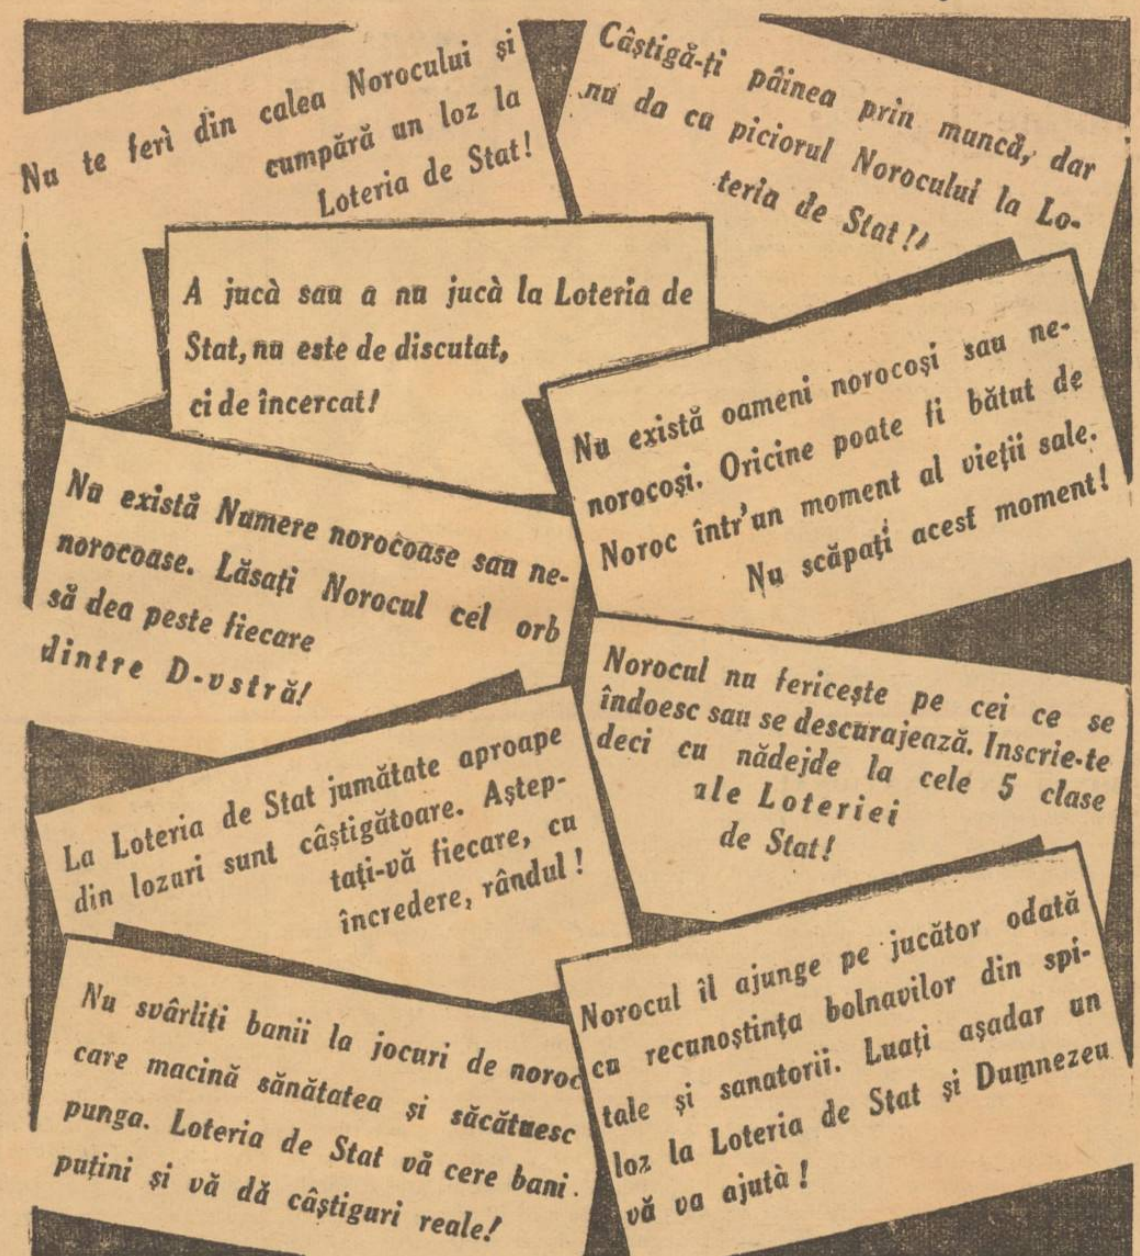 Nu te ferì din calea Norocului și
cumpără un loz la
Loteria de Stat!
Câștigă-ți pâinea prin muncă, dar
nu da cu piciorul Norocului la Lo-
teria de Stat!!
A jucà sau a nu jucà la Loteria de
Stat, nu este de discutat,
ci de încercat!
Nu există oameni norocoși sau ne-
norocoși. Oricine poate fi bătut de
Noroc într'un moment al vieții sale.
Nu scăpați acest moment!
Nu există Numere norocoase sau ne-
norocoase. Lăsați Norocul cel orb
să dea peste fiecare
dintre D-vstră!
Norocul nu fericește pe cei ce se
îndoesc sau se descurajează. Inscrie-te
deci cu nădejde la cele 5 clase
ale Loteriei
de Stat!
La Loteria de Stat jumătate aproape
din lozuri sunt câștigătoare. Aștep-
tați-vă fiecare, cu
încredere, rândul!
Norocul îl ajunge pe jucător odată
cu recunoștința bolnavilor din spi-
tale și sanatorii. Luați așadar un
loz la Loteria de Stat și Dumnezeu
vă va ajutà!
Nu svârliți banii la jocuri de noroc
care macină sănătatea și săcătuesc
punga. Loteria de Stat vă cere bani
puțini și vă dă câștiguri reale!